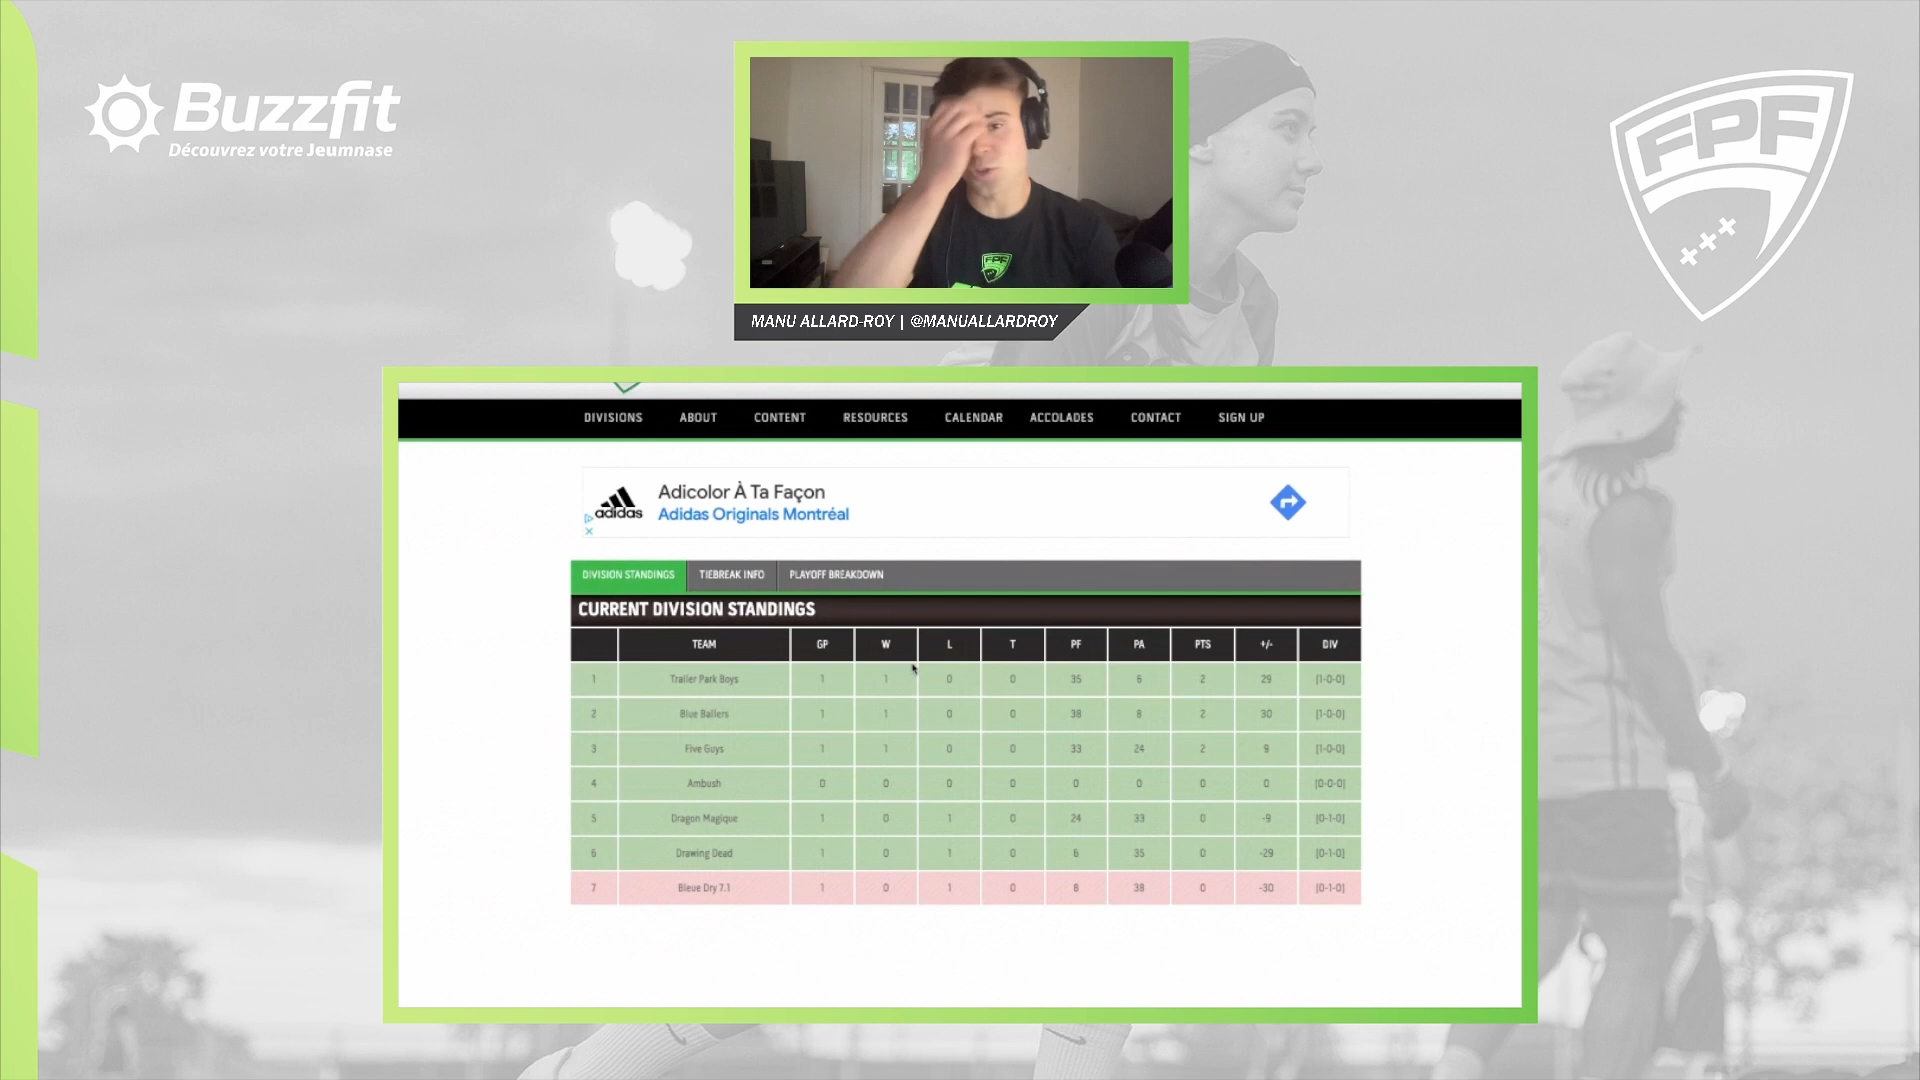 Buzzfit
Découvrez votre Jeumnase
FPF
FPF
MANU ALLARD-ROY | @MANUALLARDROY
DIVISIONS ABOUT CONTENT RESOURCES CALENDAR ACCOLADES CONTACT SIGN UP
adidas
Adicolor À Ta Façon
Adidas Originals Montréal
DIVISION STANDINGS TIEBREAK INFO PLAYOFF BREAKDOWN
CURRENT DIVISION STANDINGS
TEAM GP W L T PF PA PTS +/- DIV
1 Trailer Park Boys 1 1 0 0 35 6 2 29 [1-0-0]
2 Blue Ballers 1 1 0 0 38 8 2 30 [1-0-0]
3 Five Guys 1 1 0 0 33 24 2 9 [1-0-0]
4 Ambush 0 0 0 0 0 0 0 0 [0-0-0]
5 Dragon Magique 1 0 1 0 24 33 0 -9 [0-1-0]
6 Drawing Dead 1 0 1 0 6 35 0 -29 [0-1-0]
7 Bleue Dry 7.1 1 0 1 0 8 38 0 -30 [0-1-0]